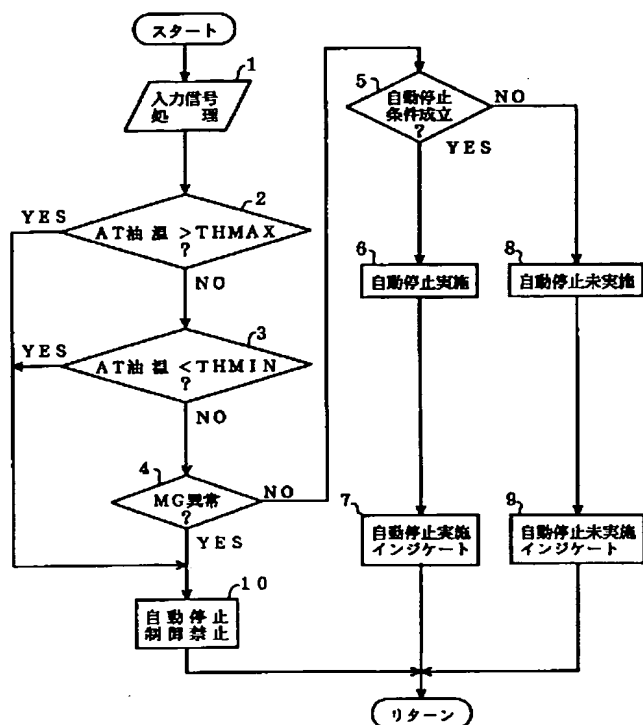 スタート
1
入力信号
処理
2
YES
AT油温>THMAX
?
NO
3
YES
AT油温<THMIN
?
NO
4
MG異常
?
NO
YES
10
自動停止
制御禁止
5
自動停止
条件成立
?
NO
YES
6
自動停止実施
8
自動停止未実施
7
自動停止実施
インジケート
9
自動停止未実施
インジケート
リターン